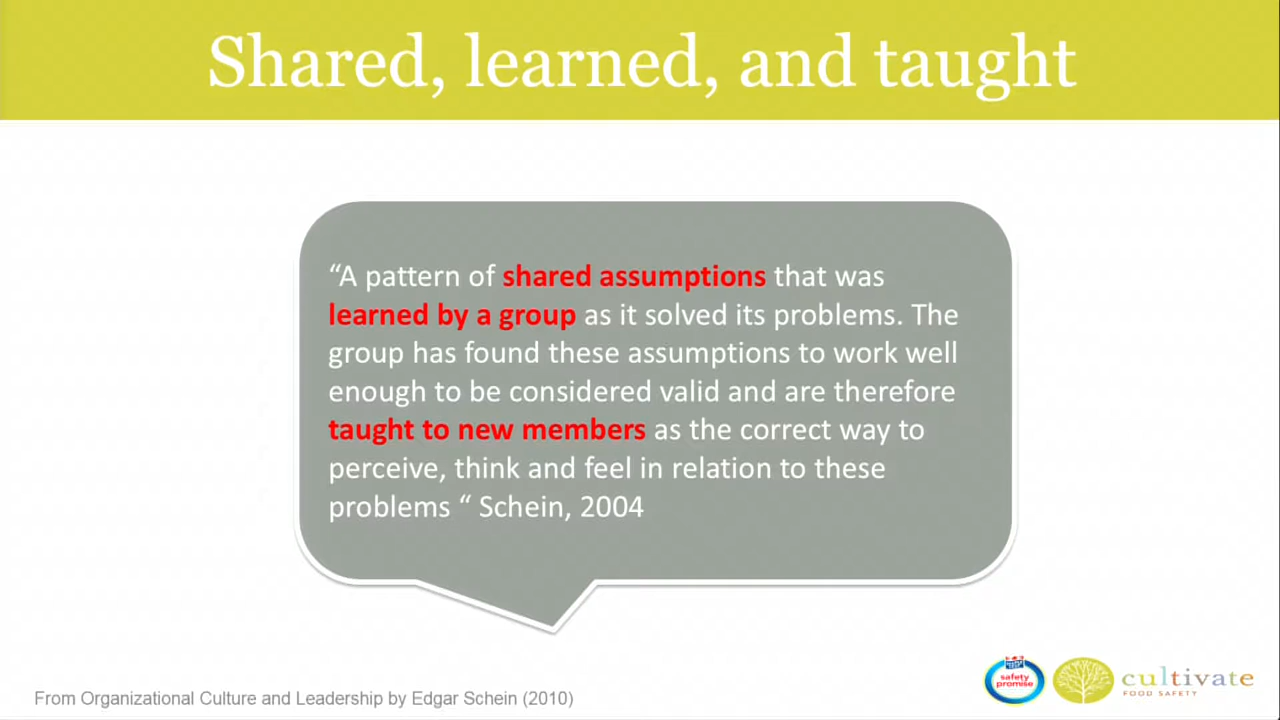 Shared, learned, and taught
“A pattern of shared assumptions that was
learned by a group as it solved its problems. The
group has found these assumptions to work well
enough to be considered valid and are therefore
taught to new members as the correct way to
perceive, think and feel in relation to these
problems “ Schein, 2004
From Organizational Culture and Leadership by Edgar Schein (2010)
safety
promise
cultivate
FOOD SAFETY